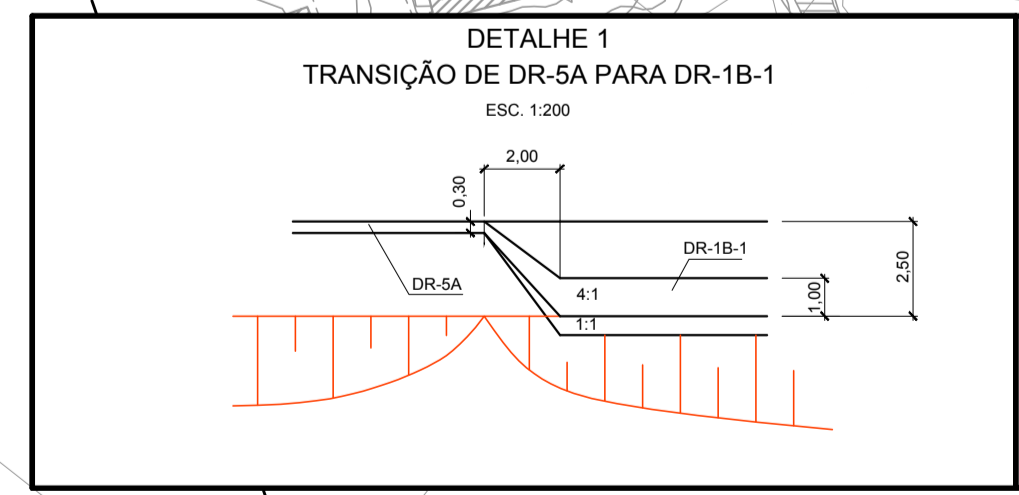 DETALHE 1
TRANSIÇÃO DE DR-5A PARA DR-1B-1
ESC. 1:200
2,00
0,30
DR-1B-1
2,50
DR-5A
4:1
1,00
1:1